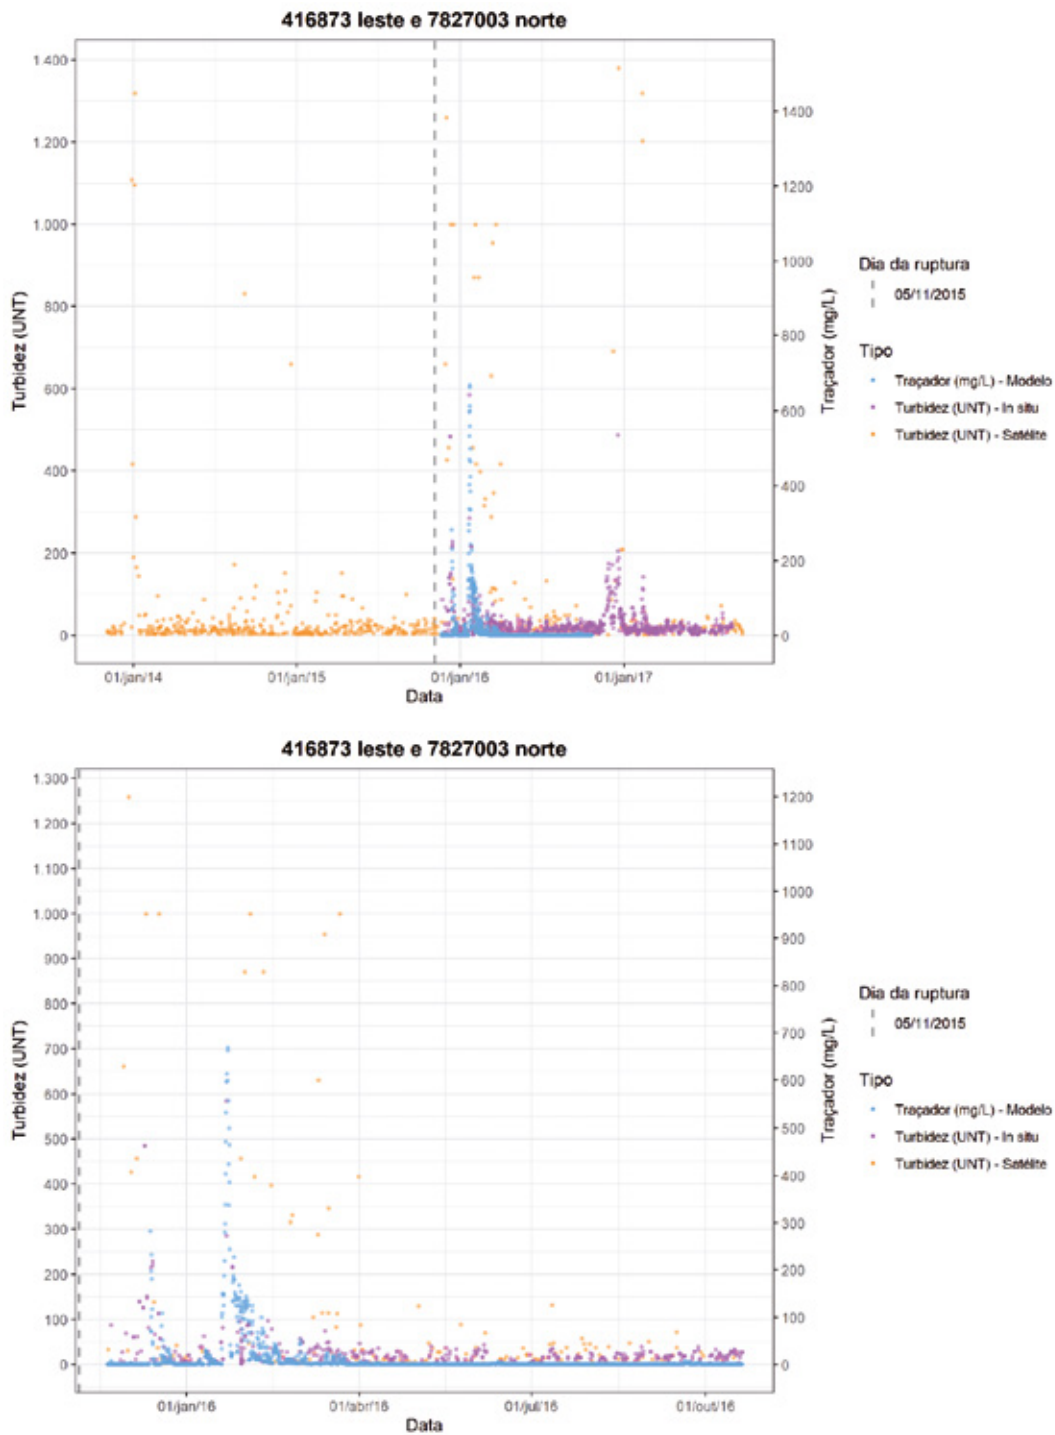 416873 leste e 7827003 norte
1.400
1.200
1.000
800
600
400
200
0
Turbidez (UNT)
1400
1200
1000
800
600
400
200
0
Traçador (mg/L)
01/jan/14
01/jan/15
01/jan/16
01/jan/17
Data
Dia da ruptura
05/11/2015
Tipo
Traçador (mg/L) - Modelo
Turbidez (UNT) - In situ
Turbidez (UNT) - Satélite
416873 leste e 7827003 norte
1.300
1.200
1.100
1.000
900
800
700
600
500
400
300
200
100
0
Turbidez (UNT)
1200
1100
1000
900
800
700
600
500
400
300
200
100
0
Traçador (mg/L)
01/jan/16
01/abr/16
01/jul/16
01/out/16
Data
Dia da ruptura
05/11/2015
Tipo
Traçador (mg/L) - Modelo
Turbidez (UNT) - In situ
Turbidez (UNT) - Satélite